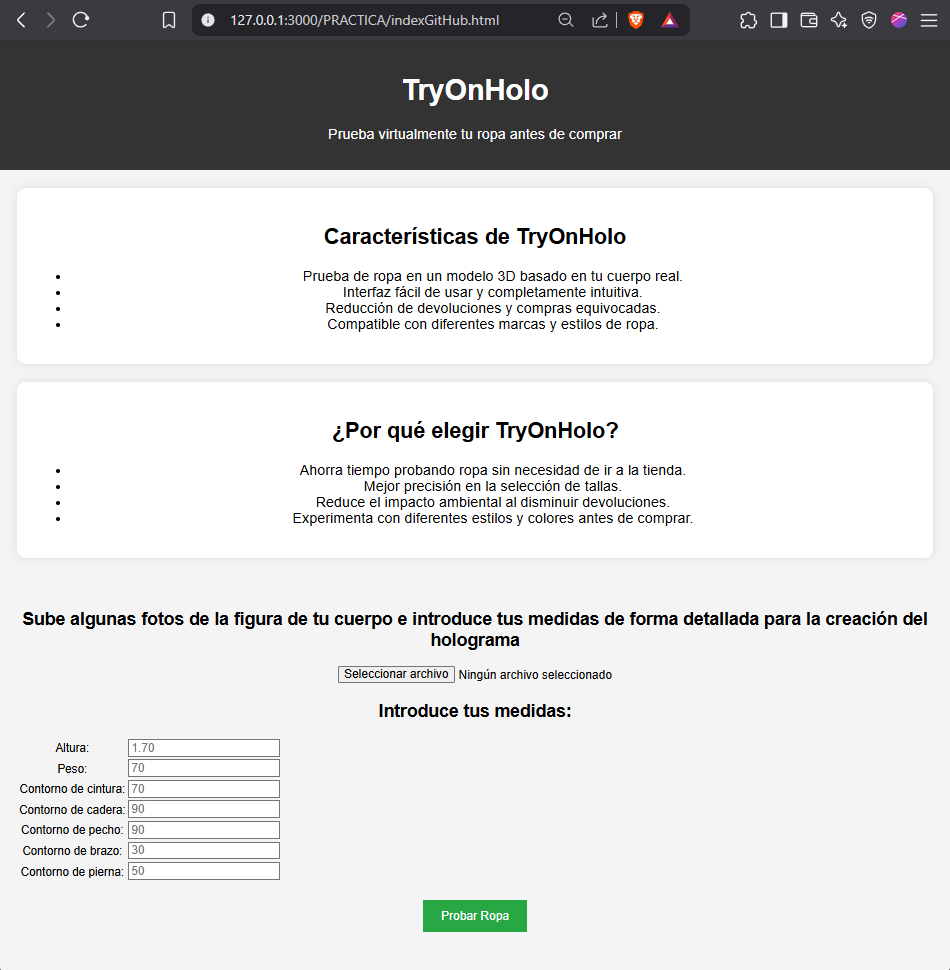 127.0.0.1:3000/PRACTICA/indexGitHub.html
TryOnHolo
Prueba virtualmente tu ropa antes de comprar
Características de TryOnHolo
• Prueba de ropa en un modelo 3D basado en tu cuerpo real.
• Interfaz fácil de usar y completamente intuitiva.
• Reducción de devoluciones y compras equivocadas.
• Compatible con diferentes marcas y estilos de ropa.
¿Por qué elegir TryOnHolo?
• Ahorra tiempo probando ropa sin necesidad de ir a la tienda.
• Mejor precisión en la selección de tallas.
• Reduce el impacto ambiental al disminuir devoluciones.
• Experimenta con diferentes estilos y colores antes de comprar.
Sube algunas fotos de la figura de tu cuerpo e introduce tus medidas de forma detallada para la creación del
holograma
Seleccionar archivo Ningún archivo seleccionado
Introduce tus medidas:
Altura: 1.70
Peso: 70
Contorno de cintura: 70
Contorno de cadera: 90
Contorno de pecho: 90
Contorno de brazo: 30
Contorno de pierna: 50
Probar Ropa